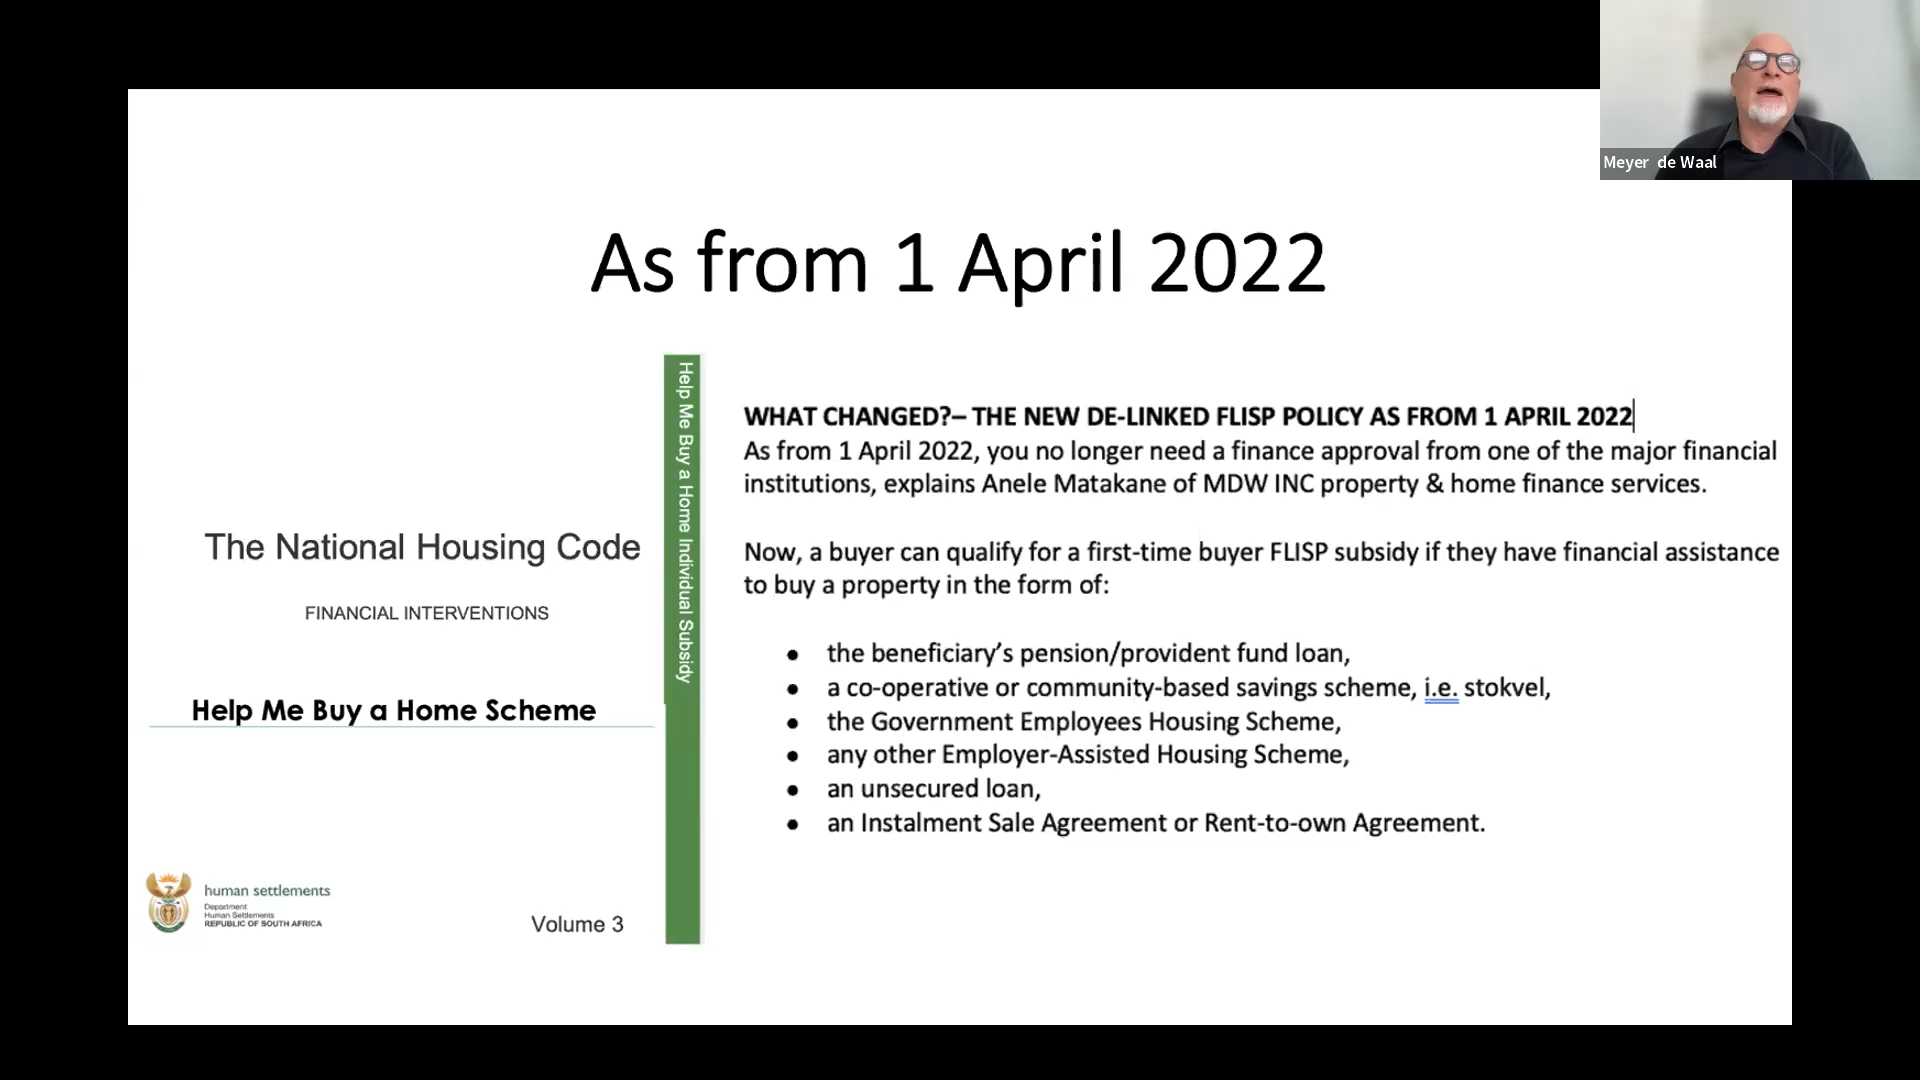 Meyer de Waal
As from 1 April 2022
The National Housing Code
FINANCIAL INTERVENTIONS
Help Me Buy a Home Scheme
human settlements
Department:
Human Settlements
REPUBLIC OF SOUTH AFRICA
Volume 3
Help Me Buy a Home Individual Subsidy
WHAT CHANGED?– THE NEW DE-LINKED FLISP POLICY AS FROM 1 APRIL 2022
As from 1 April 2022, you no longer need a finance approval from one of the major financial
institutions, explains Anele Matakane of MDW INC property & home finance services.
Now, a buyer can qualify for a first-time buyer FLISP subsidy if they have financial assistance
to buy a property in the form of:
• the beneficiary’s pension/provident fund loan,
• a co-operative or community-based savings scheme, i.e. stokvel,
• the Government Employees Housing Scheme,
• any other Employer-Assisted Housing Scheme,
• an unsecured loan,
• an Instalment Sale Agreement or Rent-to-own Agreement.